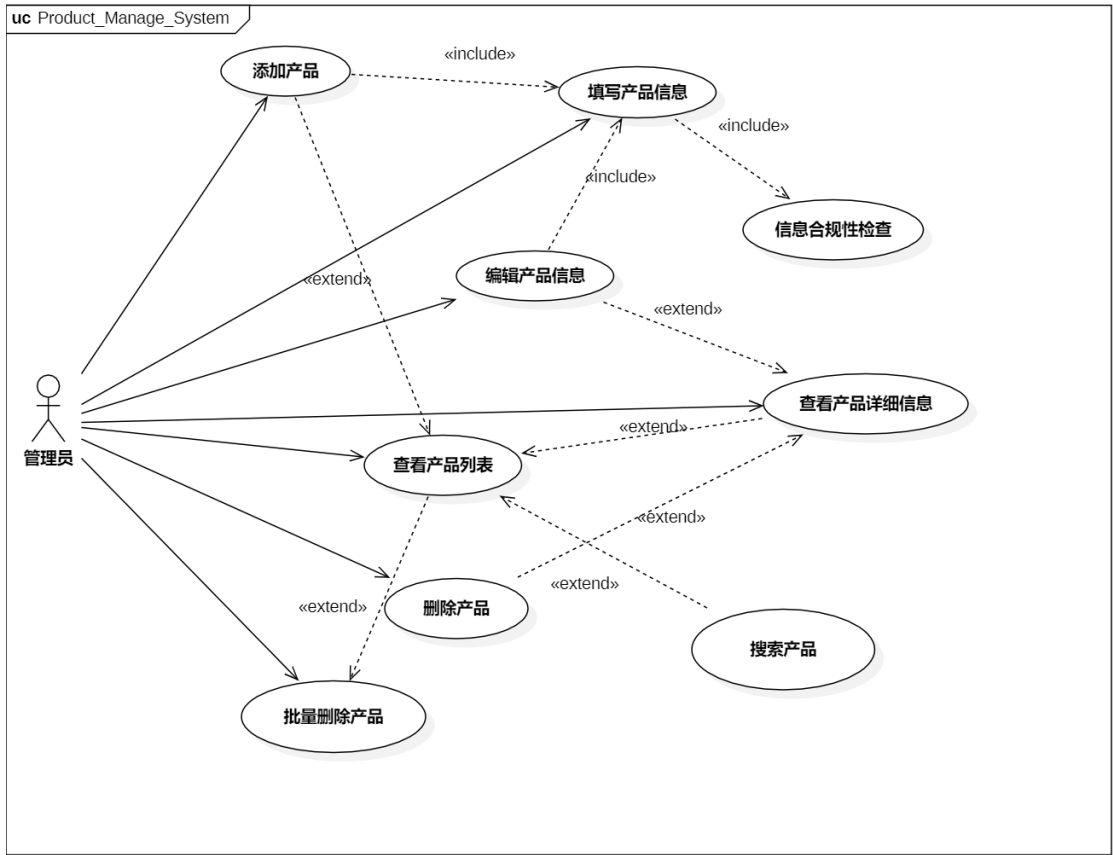 uc Product_Manage_System
添加产品
«include»
填写产品信息
«include»
«include»
信息合规性检查
«extend»
编辑产品信息
«extend»
查看产品详细信息
«extend»
管理员
查看产品列表
«extend»
«extend»
«extend»
删除产品
搜索产品
批量删除产品